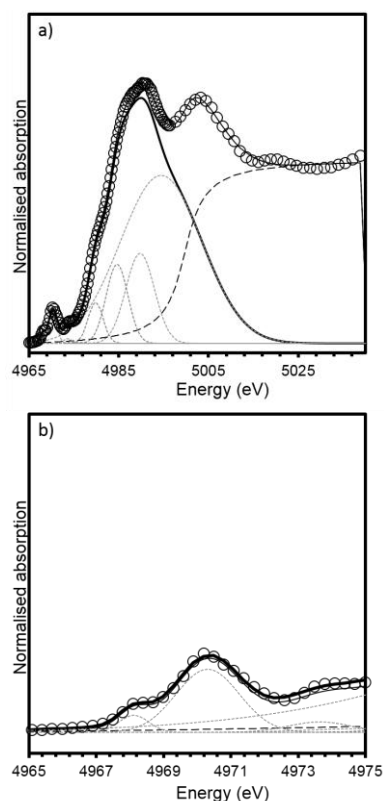 a)
Normalised absorption
4965 4985 5005 5025
Energy (eV)
b)
Normalised absorption
4965 4967 4969 4971 4973 4975
Energy (eV)